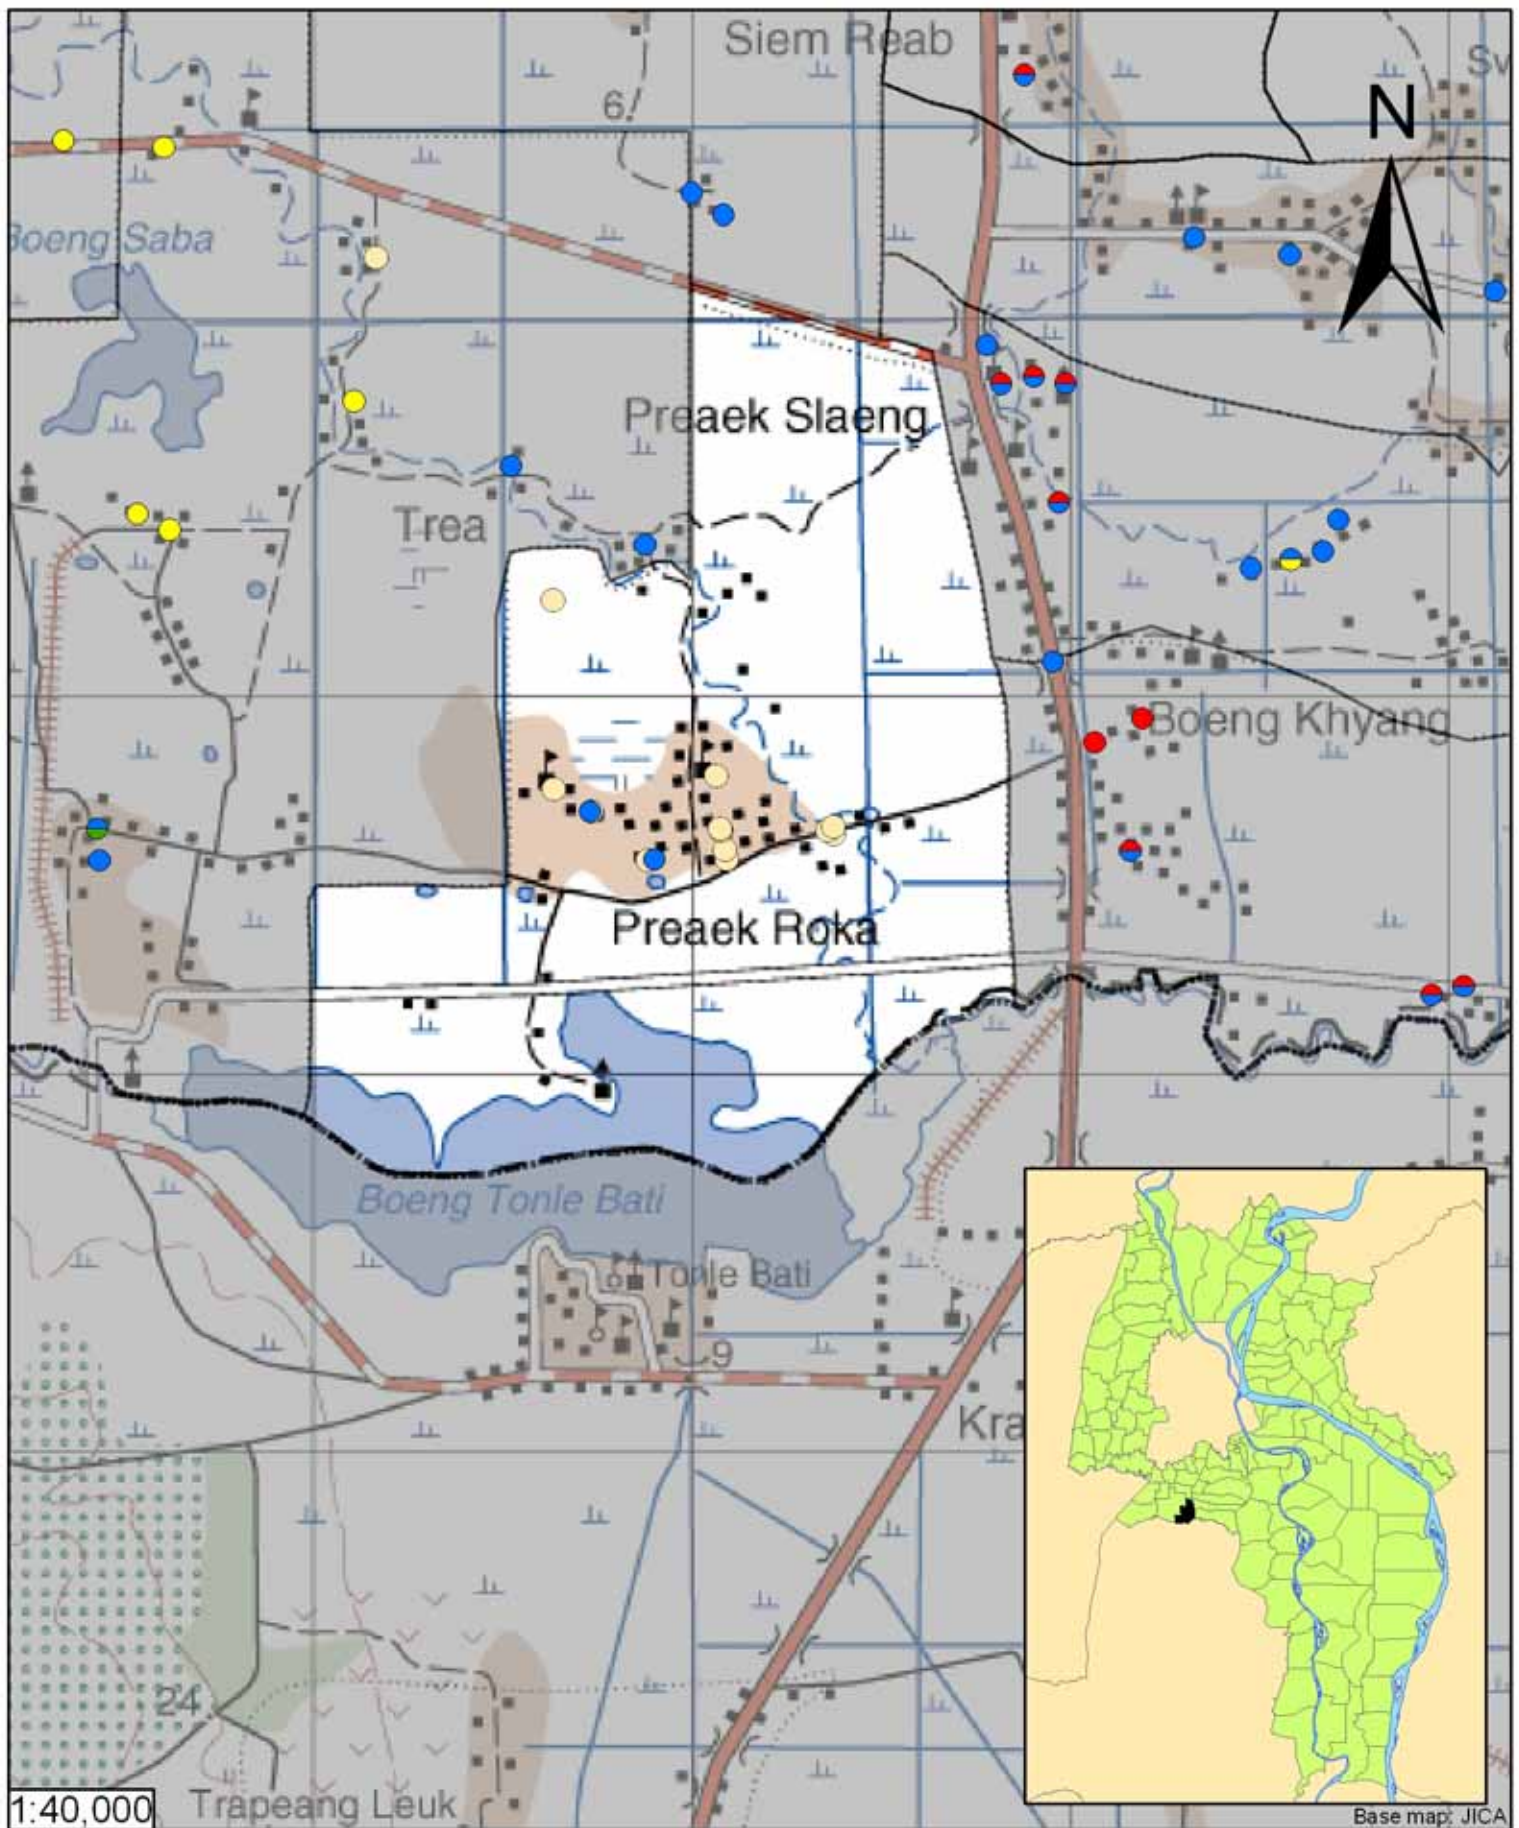 Siem Reab
Sv
6
N
Boeng Saba
Preaek Slaeng
Trea
Boeng Khyang
Preaek Roka
Boeng Tonle Bati
Tonle Bati
9
Kra
24
1:40,000
Trapeang Leuk
Base map: JICA